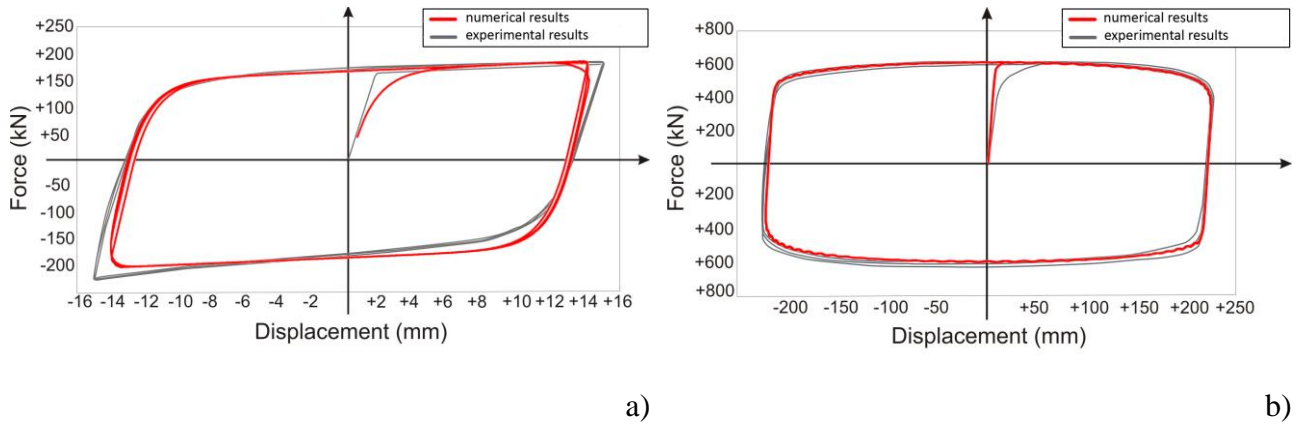 +250
+200
+150
+100
+50
-50
-100
-150
-200
Force (kN)
-16 -14 -12 -10 -8 -6 -4 -2 +2 +4 +6 +8 +10 +12 +14 +16
Displacement (mm)
numerical results
experimental results
a)
+800
+600
+400
+200
+200
+400
+600
+800
Force (kN)
-200 -150 -100 -50 +50 +100 +150 +200 +250
Displacement (mm)
numerical results
experimental results
b)